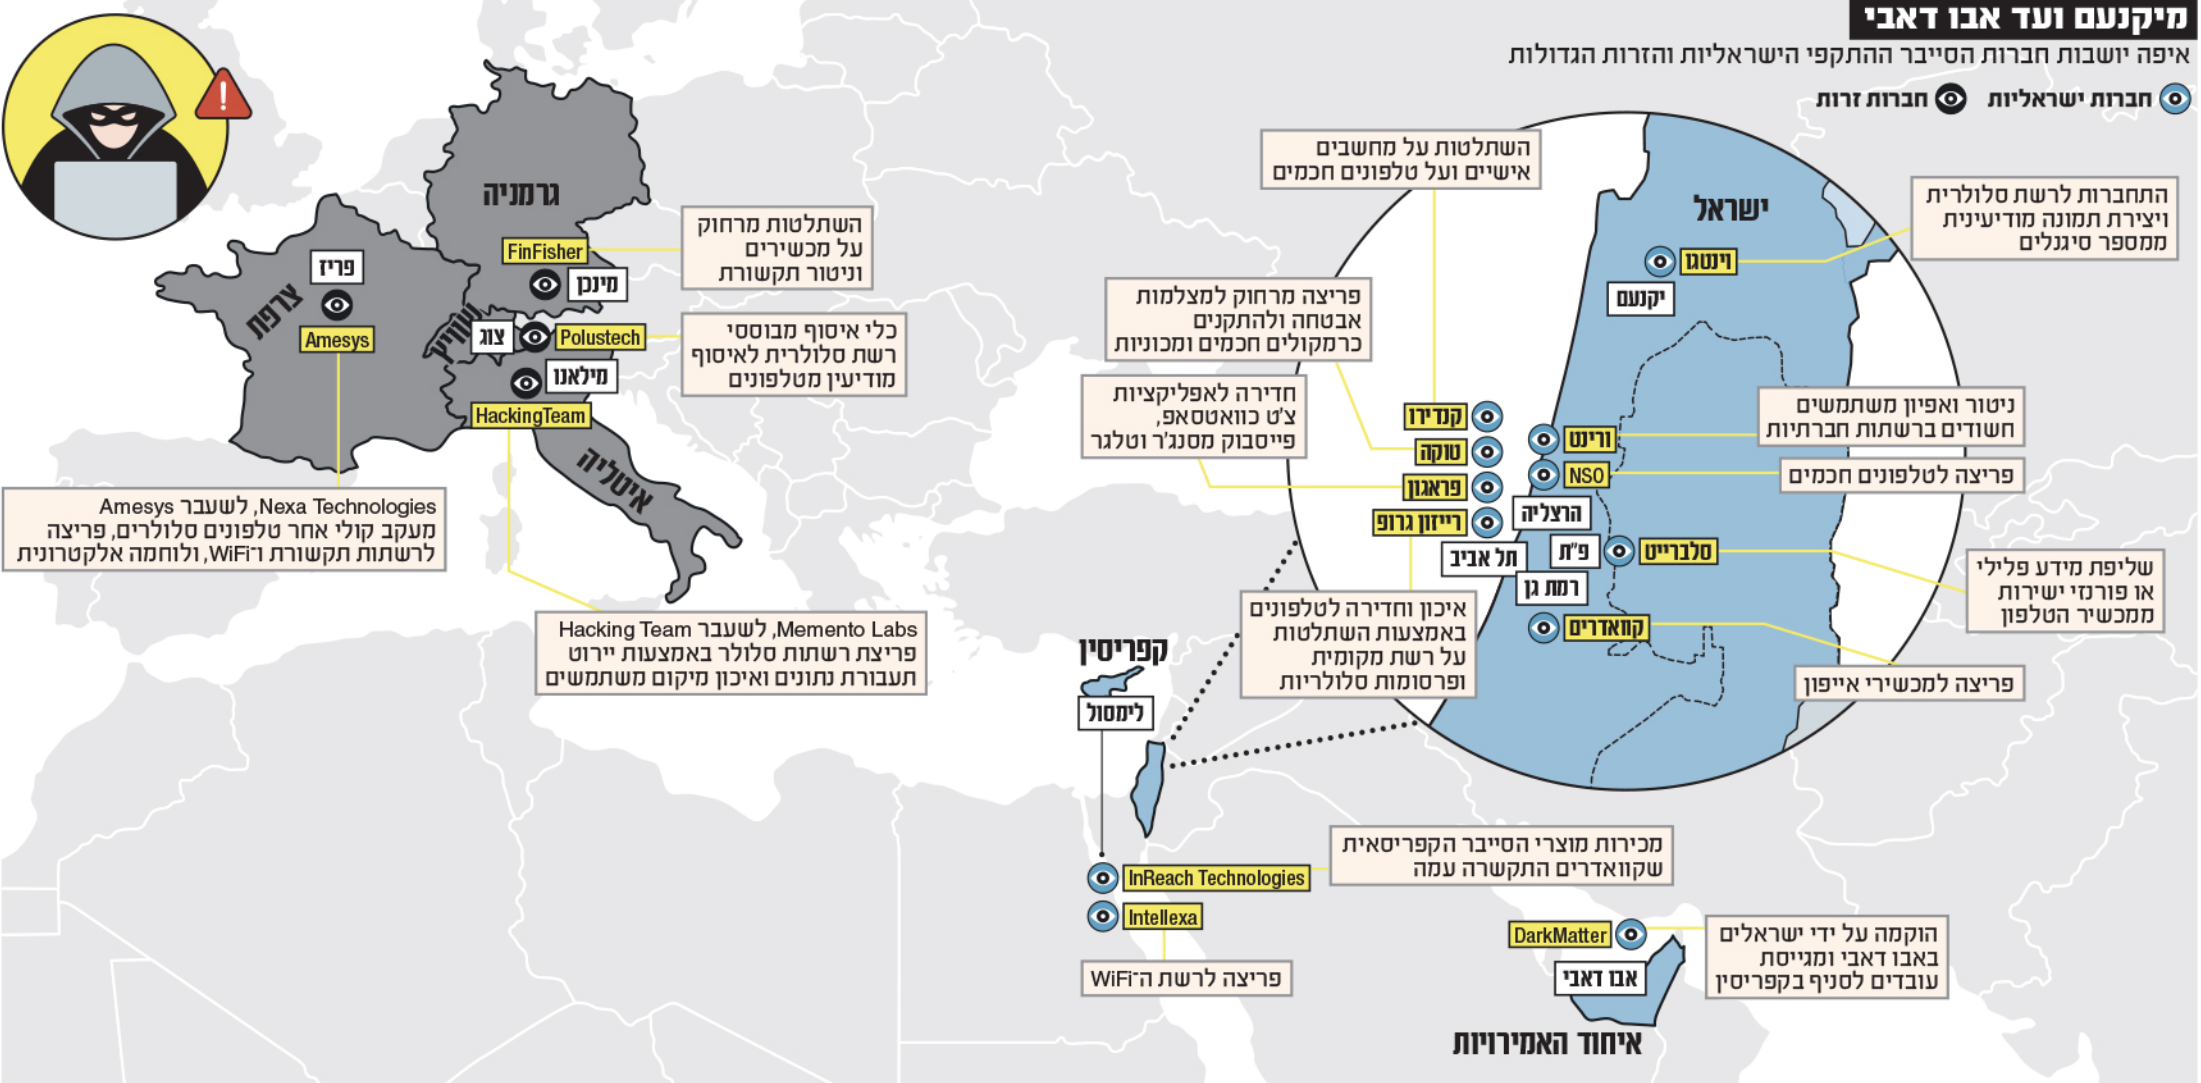 מיקנעם ועד אבו דאבי
איפה יושבות חברות הסייבר ההתקפי הישראליות והזרות הגדולות
חברות ישראליות
חברות זרות
ישראל
השתלטות על מחשבים
אישיים ועל טלפונים חכמים
התחברות לרשת סלולרית
ויצירת תמונה מודיעינית
ממספר סיגנלים
וינטגו
יקנעם
פריצה מרחוק למצלמות
אבטחה ולהתקנים
כרמקולים חכמים ומכוניות
חדירה לאפליקציות
צ'ט כוואטסאפ,
פייסבוק מסנג'ר וטלגר
קנדירו
טוקה
פראגון
רייזון גרופ
תל אביב
ניטור ואפיון משתמשים
חשודים ברשתות חברתיות
ורינט
פריצה לטלפונים חכמים
NSO
הרצליה
פ"ת
סלברייט
שליפת מידע פלילי
או פורנזי ישירות
ממכשיר הטלפון
רמת גן
קוואדרים
פריצה למכשירי אייפון
איכון וחדירה לטלפונים
באמצעות השתלטות
על רשת מקומית
ופרסומות סלולריות
גרמניה
FinFisher
מינכן
השתלטות מרחוק
על מכשירים
וניטור תקשורת
שווייץ
צוג
Polustech
כלי איסוף מבוססי
רשת סלולרית לאיסוף
מודיעין מטלפונים
צרפת
פריז
Amesys
Nexa Technologies, לשעבר Amesys
מעקב קולי אחר טלפונים סלולרים, פריצה
לרשתות תקשורת ו־WiFi, ולוחמה אלקטרונית
מילאנו
HackingTeam
איטליה
Memento Labs, לשעבר Hacking Team
פריצת רשתות סלולר באמצעות יירוט
תעבורת נתונים ואיכון מיקום משתמשים
קפריסין
לימסול
InReach Technologies
מכירות מוצרי הסייבר הקפריסאית
שקוואדרים התקשרה עמה
Intellexa
פריצה לרשת ה־WiFi
DarkMatter
אבו דאבי
הוקמה על ידי ישראלים
באבו דאבי ומגייסת
עובדים לסניף בקפריסין
איחוד האמירויות